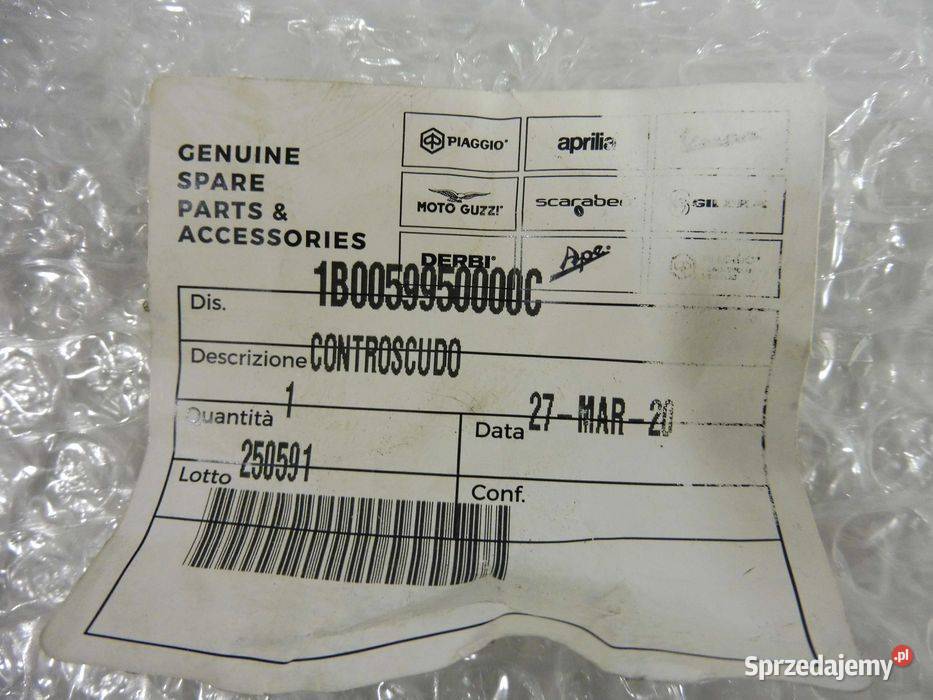 GENUINE
SPARE
PARTS &
ACCESSORIES
PIAGGIO
aprilia
MOTO GUZZI
scarabeo
DERBI
Ape
Dis. 1B0059950000C
Descrizione CONTROSCUDO
Quantità 1
Data 27-MAR-20
Lotto 250591
Conf.
Sprzedajemy.pl